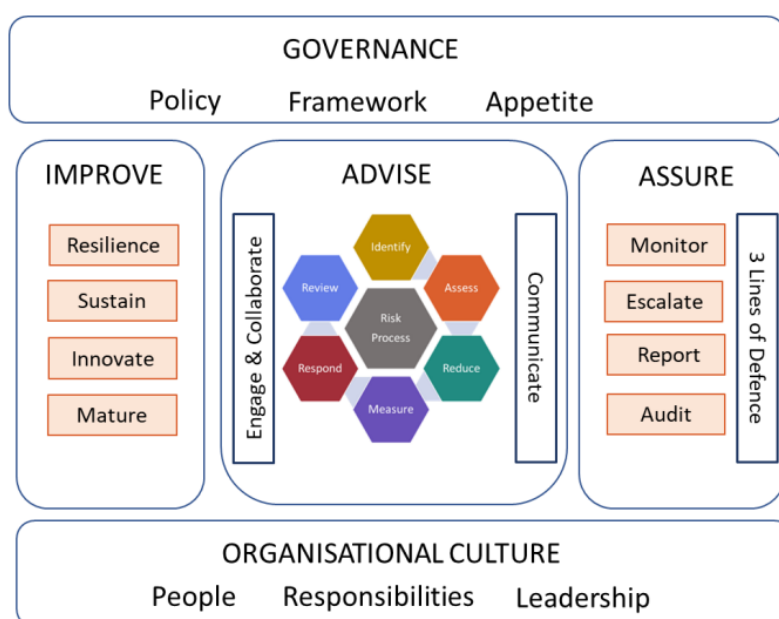 GOVERNANCE
Policy Framework Appetite
IMPROVE
Resilience
Sustain
Innovate
Mature
ADVISE
Engage & Collaborate
Identify
Assess
Reduce
Measure
Respond
Review
Risk
Process
Communicate
ASSURE
Monitor
Escalate
Report
Audit
3 Lines of Defence
ORGANISATIONAL CULTURE
People Responsibilities Leadership